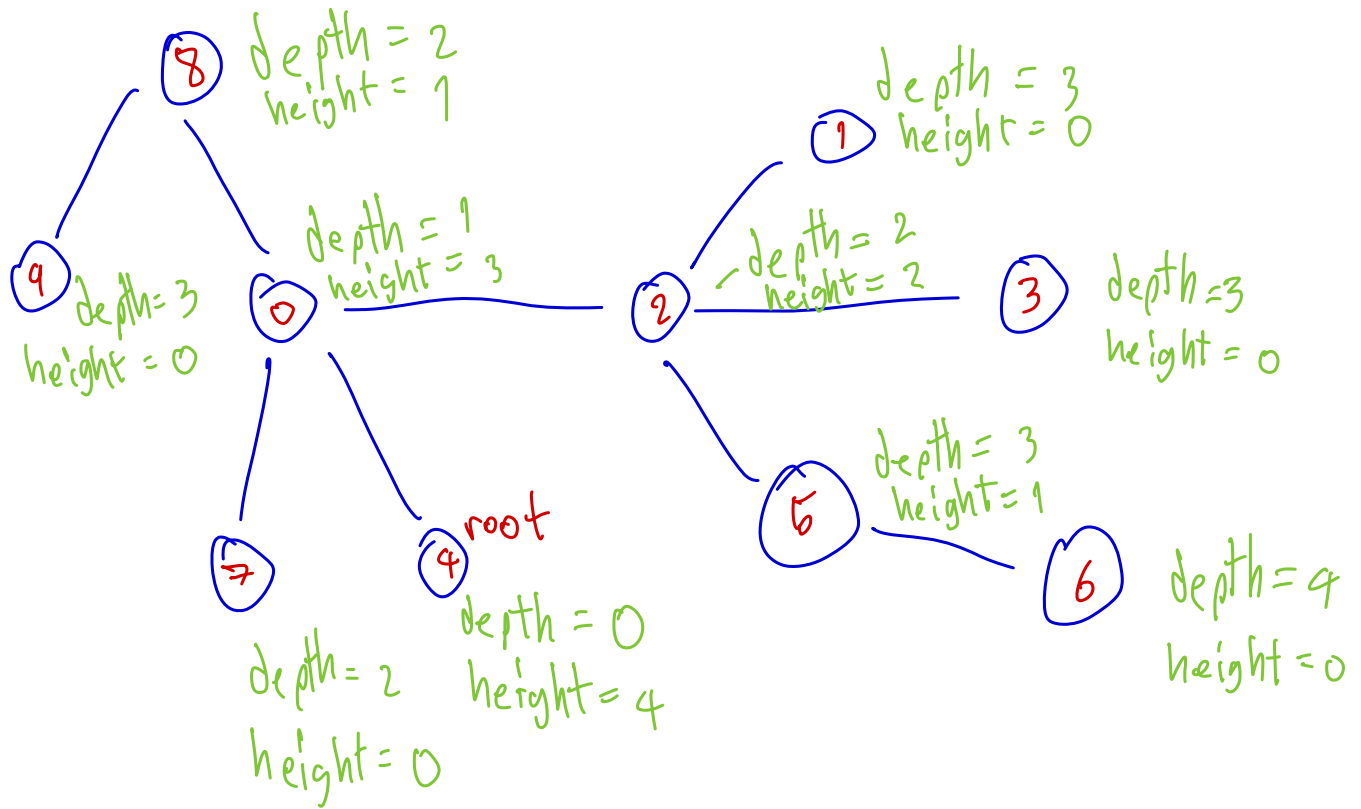 8
depth = 2
height = 1
depth = 3
height = 0
1
depth = 1
height = 3
depth = 2
height = 2
9
depth = 3
height = 0
0
2
3
depth = 3
height = 0
depth = 3
height = 1
5
root
7
4
6
depth = 4
height = 0
depth = 0
height = 4
depth = 2
height = 0